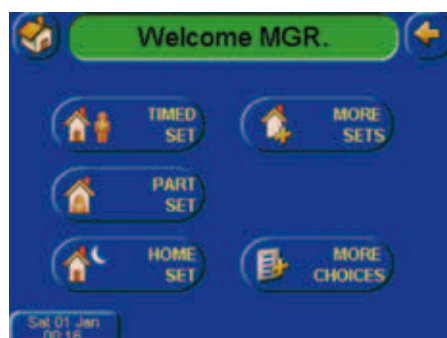 Welcome MGR.
TIMED
SET
MORE
SETS
PART
SET
HOME
SET
MORE
CHOICES
Sat 01 Jan
00:16